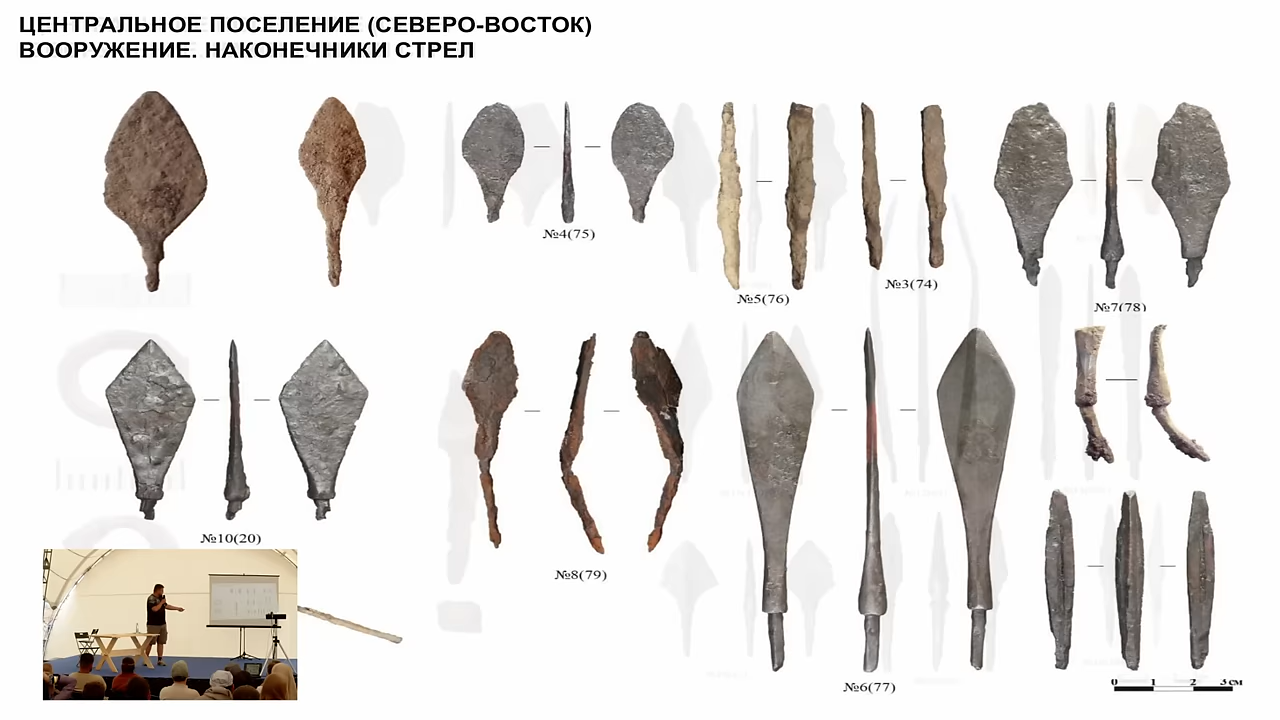 ЦЕНТРАЛЬНОЕ ПОСЕЛЕНИЕ (СЕВЕРО-ВОСТОК)
ВООРУЖЕНИЕ. НАКОНЕЧНИКИ СТРЕЛ
№4(75)
№5(76)
№3(74)
№7(78)
№10(20)
№8(79)
№6(77)
0 1 2 3 см